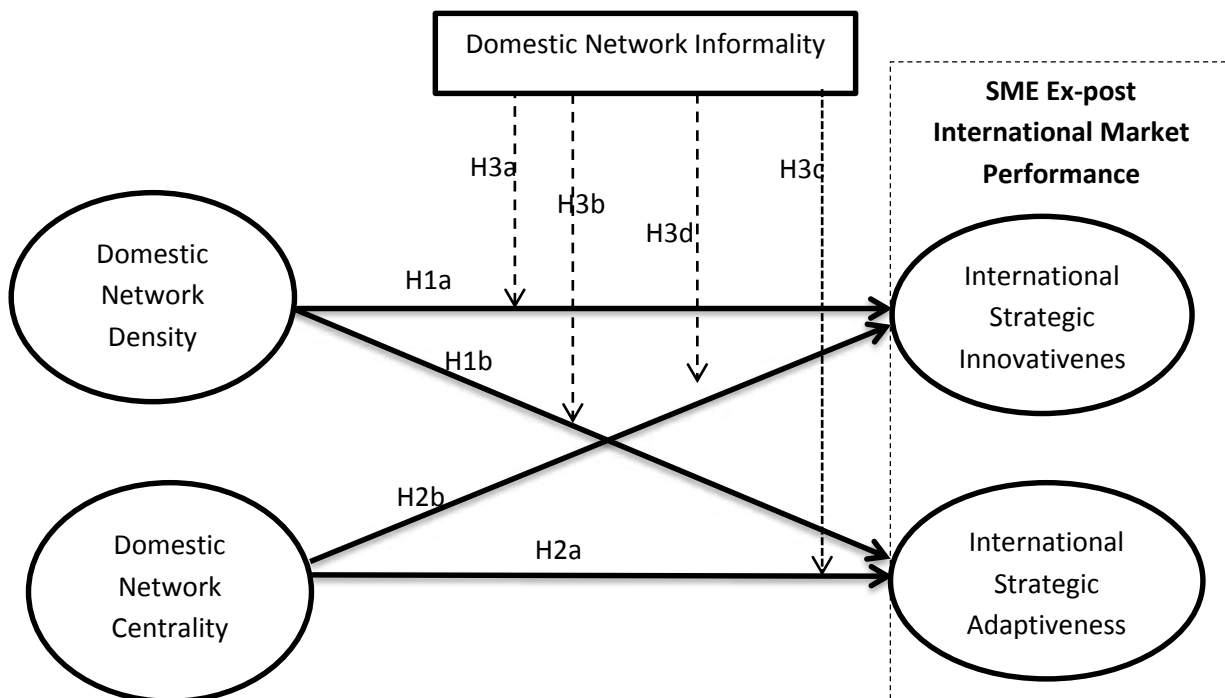 Domestic Network Informality
SME Ex-post
International Market
Performance
H3a
H3b
H3d
H3c
Domestic
Network
Density
H1a
H1b
International
Strategic
Innovativenes
Domestic
Network
Centrality
H2b
H2a
International
Strategic
Adaptiveness